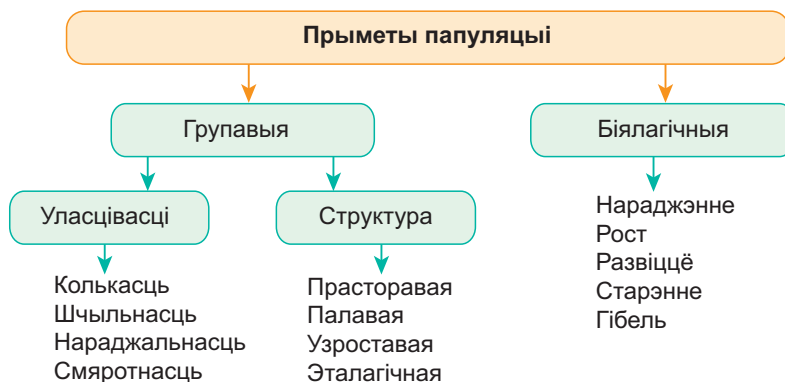 Прыметы папуляцыі
Групавыя
Біялагічныя
Уласцівасці
Структура
Колькасць
Шчыльнасць
Нараджальнасць
Смяротнасць
Прасторавая
Палавая
Узроставая
Эталагічная
Нараджэнне
Рост
Развіццё
Старэнне
Гібель